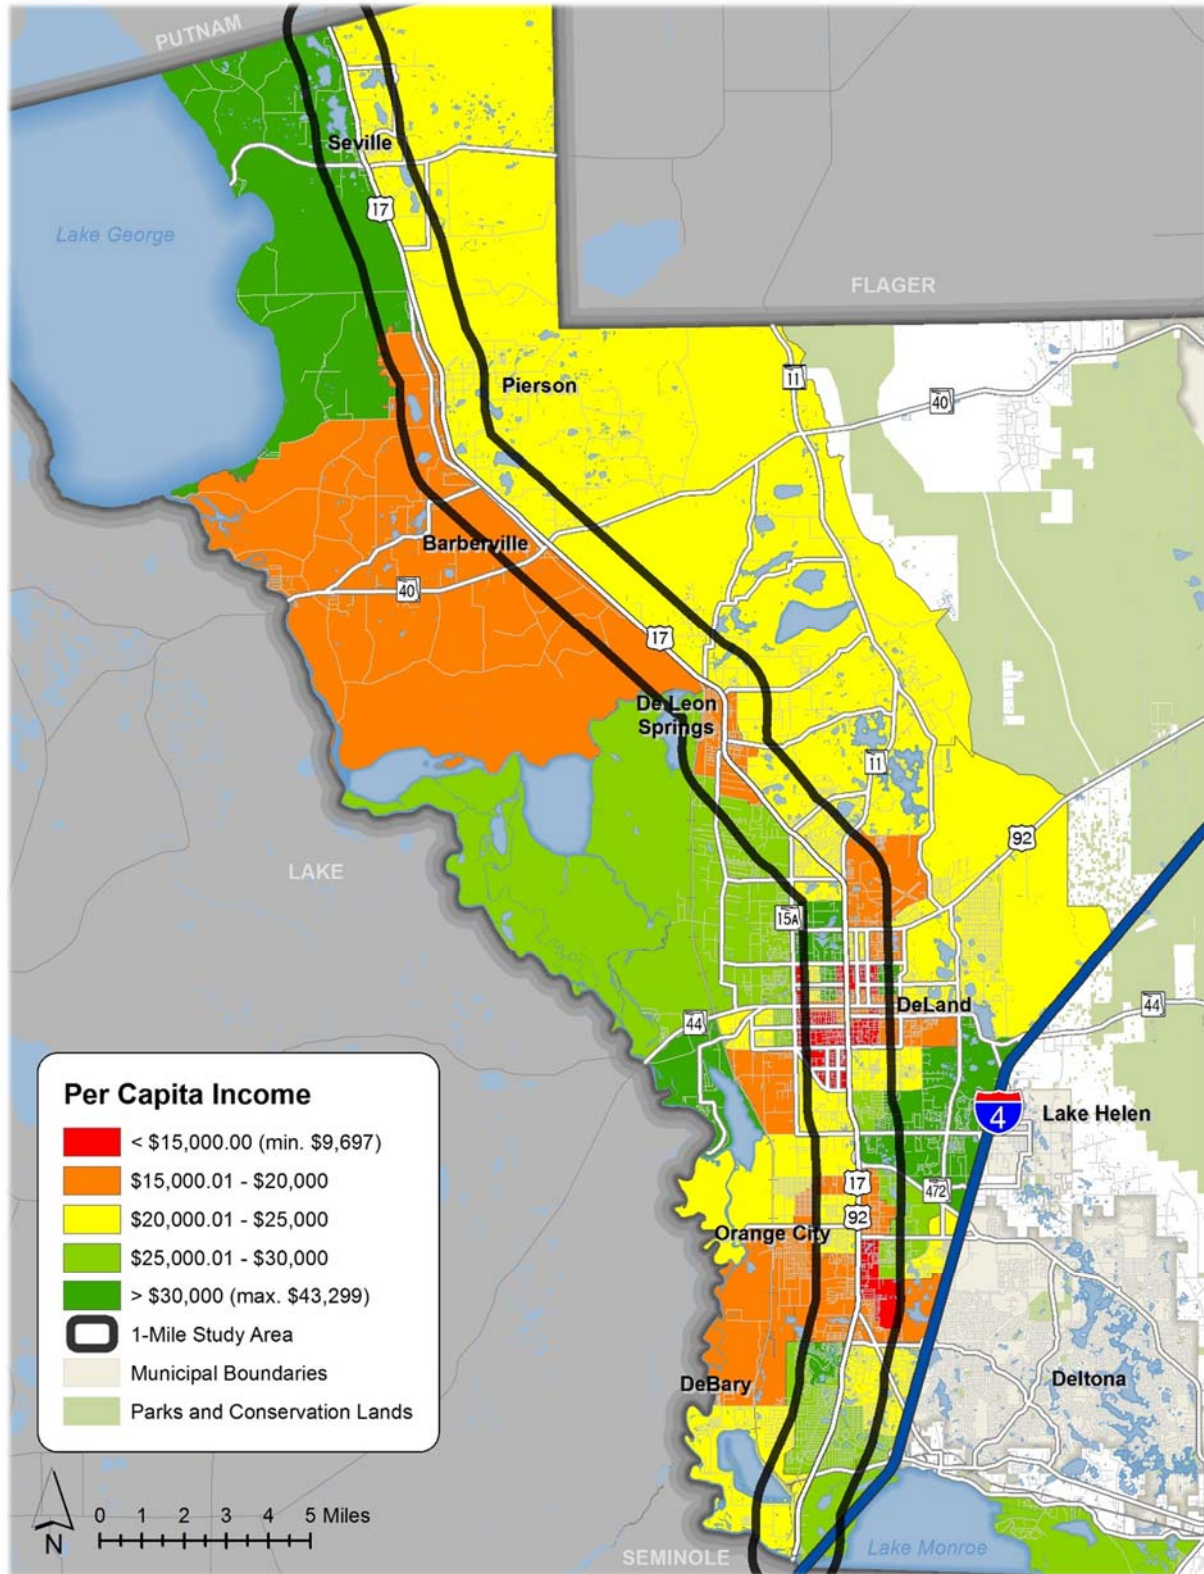 PUTNAM
Seville
17
Lake George
FLAGER
Pierson
11
40
Barberville
40
17
De Leon
Springs
11
92
LAKE
15A
DeLand
44
44
4
Lake Helen
17
472
92
Orange City
DeBary
Deltona
Per Capita Income
< $15,000.00 (min. $9,697)
$15,000.01 - $20,000
$20,000.01 - $25,000
$25,000.01 - $30,000
> $30,000 (max. $43,299)
1-Mile Study Area
Municipal Boundaries
Parks and Conservation Lands
0 1 2 3 4 5 Miles
N
SEMINOLE
Lake Monroe